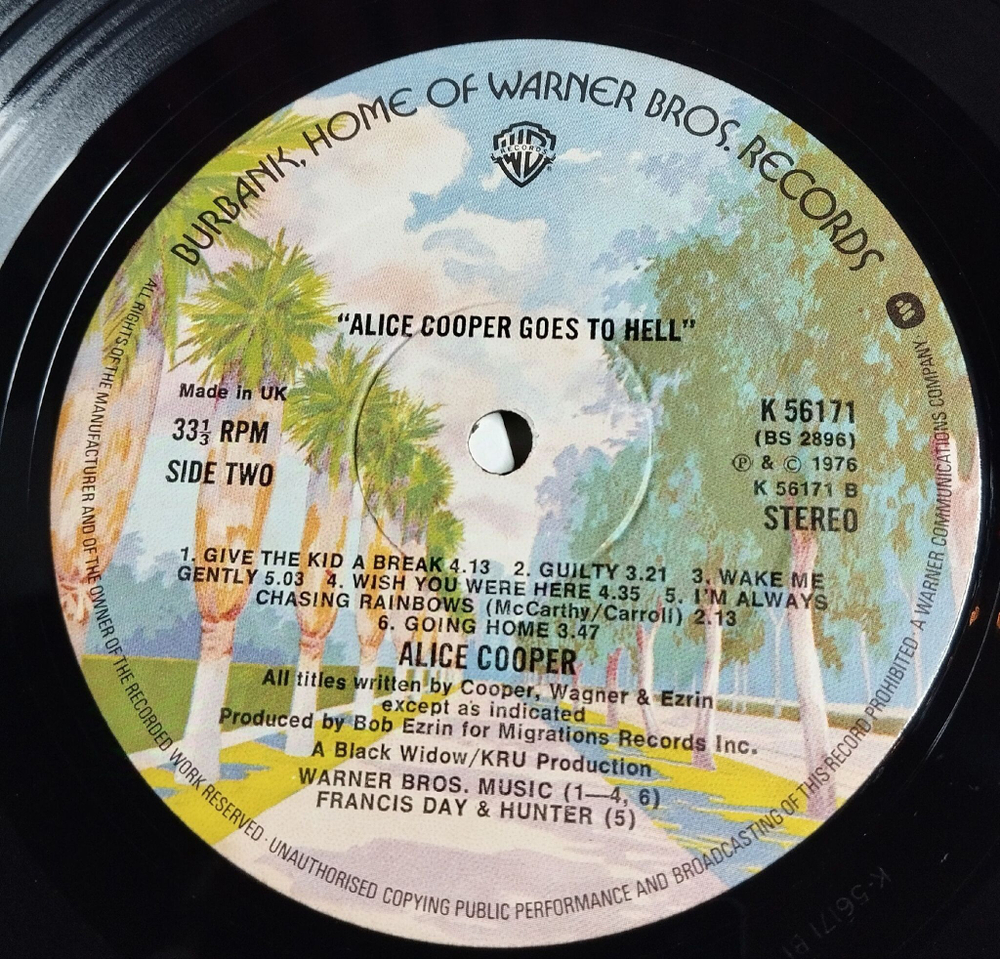 BURBANK, HOME OF WARNER BROS. RECORDS
WB
RECORDS
®
"ALICE COOPER GOES TO HELL"
Made in UK
33⅓ RPM
SIDE TWO
K 56171
(BS 2896)
℗ & © 1976
K 56171 B
STEREO
1. GIVE THE KID A BREAK 4.13 2. GUILTY 3.21 3. WAKE ME
GENTLY 5.03 4. WISH YOU WERE HERE 4.35 5. I'M ALWAYS
CHASING RAINBOWS (McCarthy/Carroll) 2.13
6. GOING HOME 3.47
ALICE COOPER
All titles written by Cooper, Wagner & Ezrin
except as indicated
Produced by Bob Ezrin for Migrations Records Inc.
A Black Widow/KRU Production
WARNER BROS. MUSIC (1—4, 6)
FRANCIS DAY & HUNTER (5)
ALL RIGHTS OF THE MANUFACTURER AND OF THE OWNER OF THE RECORDED WORK RESERVED · UNAUTHORISED COPYING PUBLIC PERFORMANCE AND BROADCASTING OF THIS RECORD PROHIBITED · A WARNER COMMUNICATIONS COMPANY
K-56171 B1